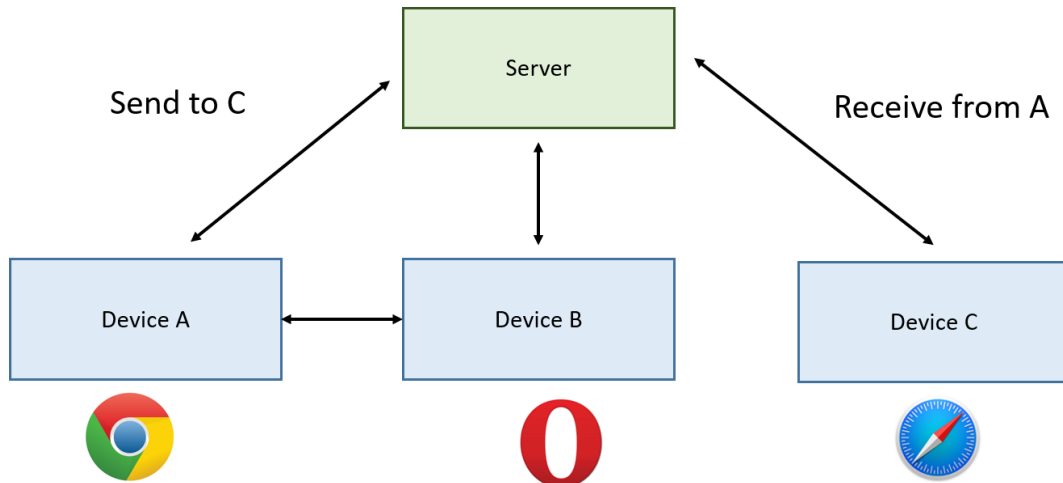 Server
Send to C
Receive from A
Device A
Device B
Device C